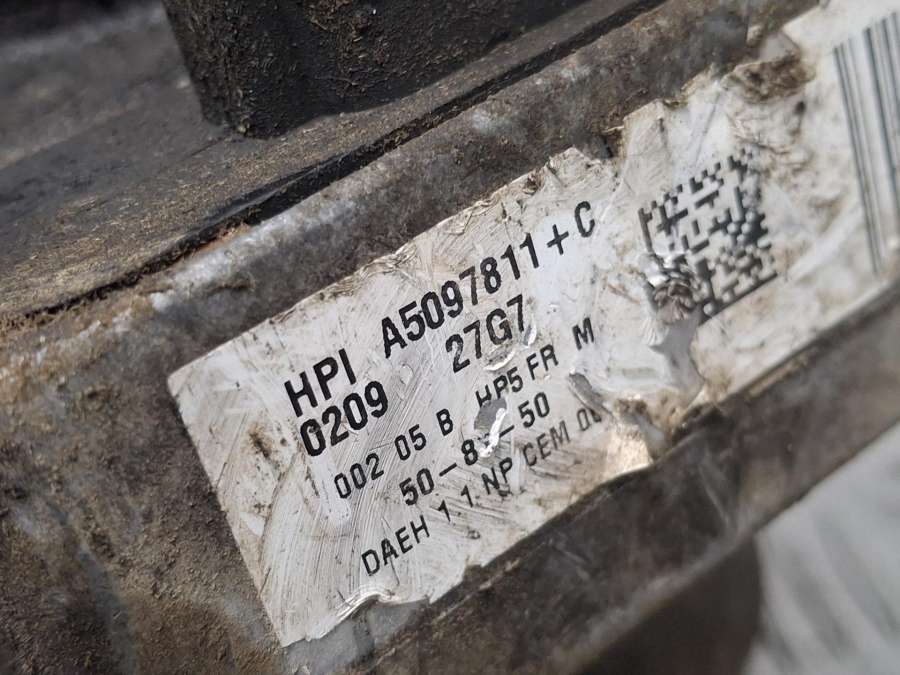 HPI A5097811+C
0209 27G7
002 05 B HP5 FR M
50-8 -50
DAEH 1.1 NP CEM